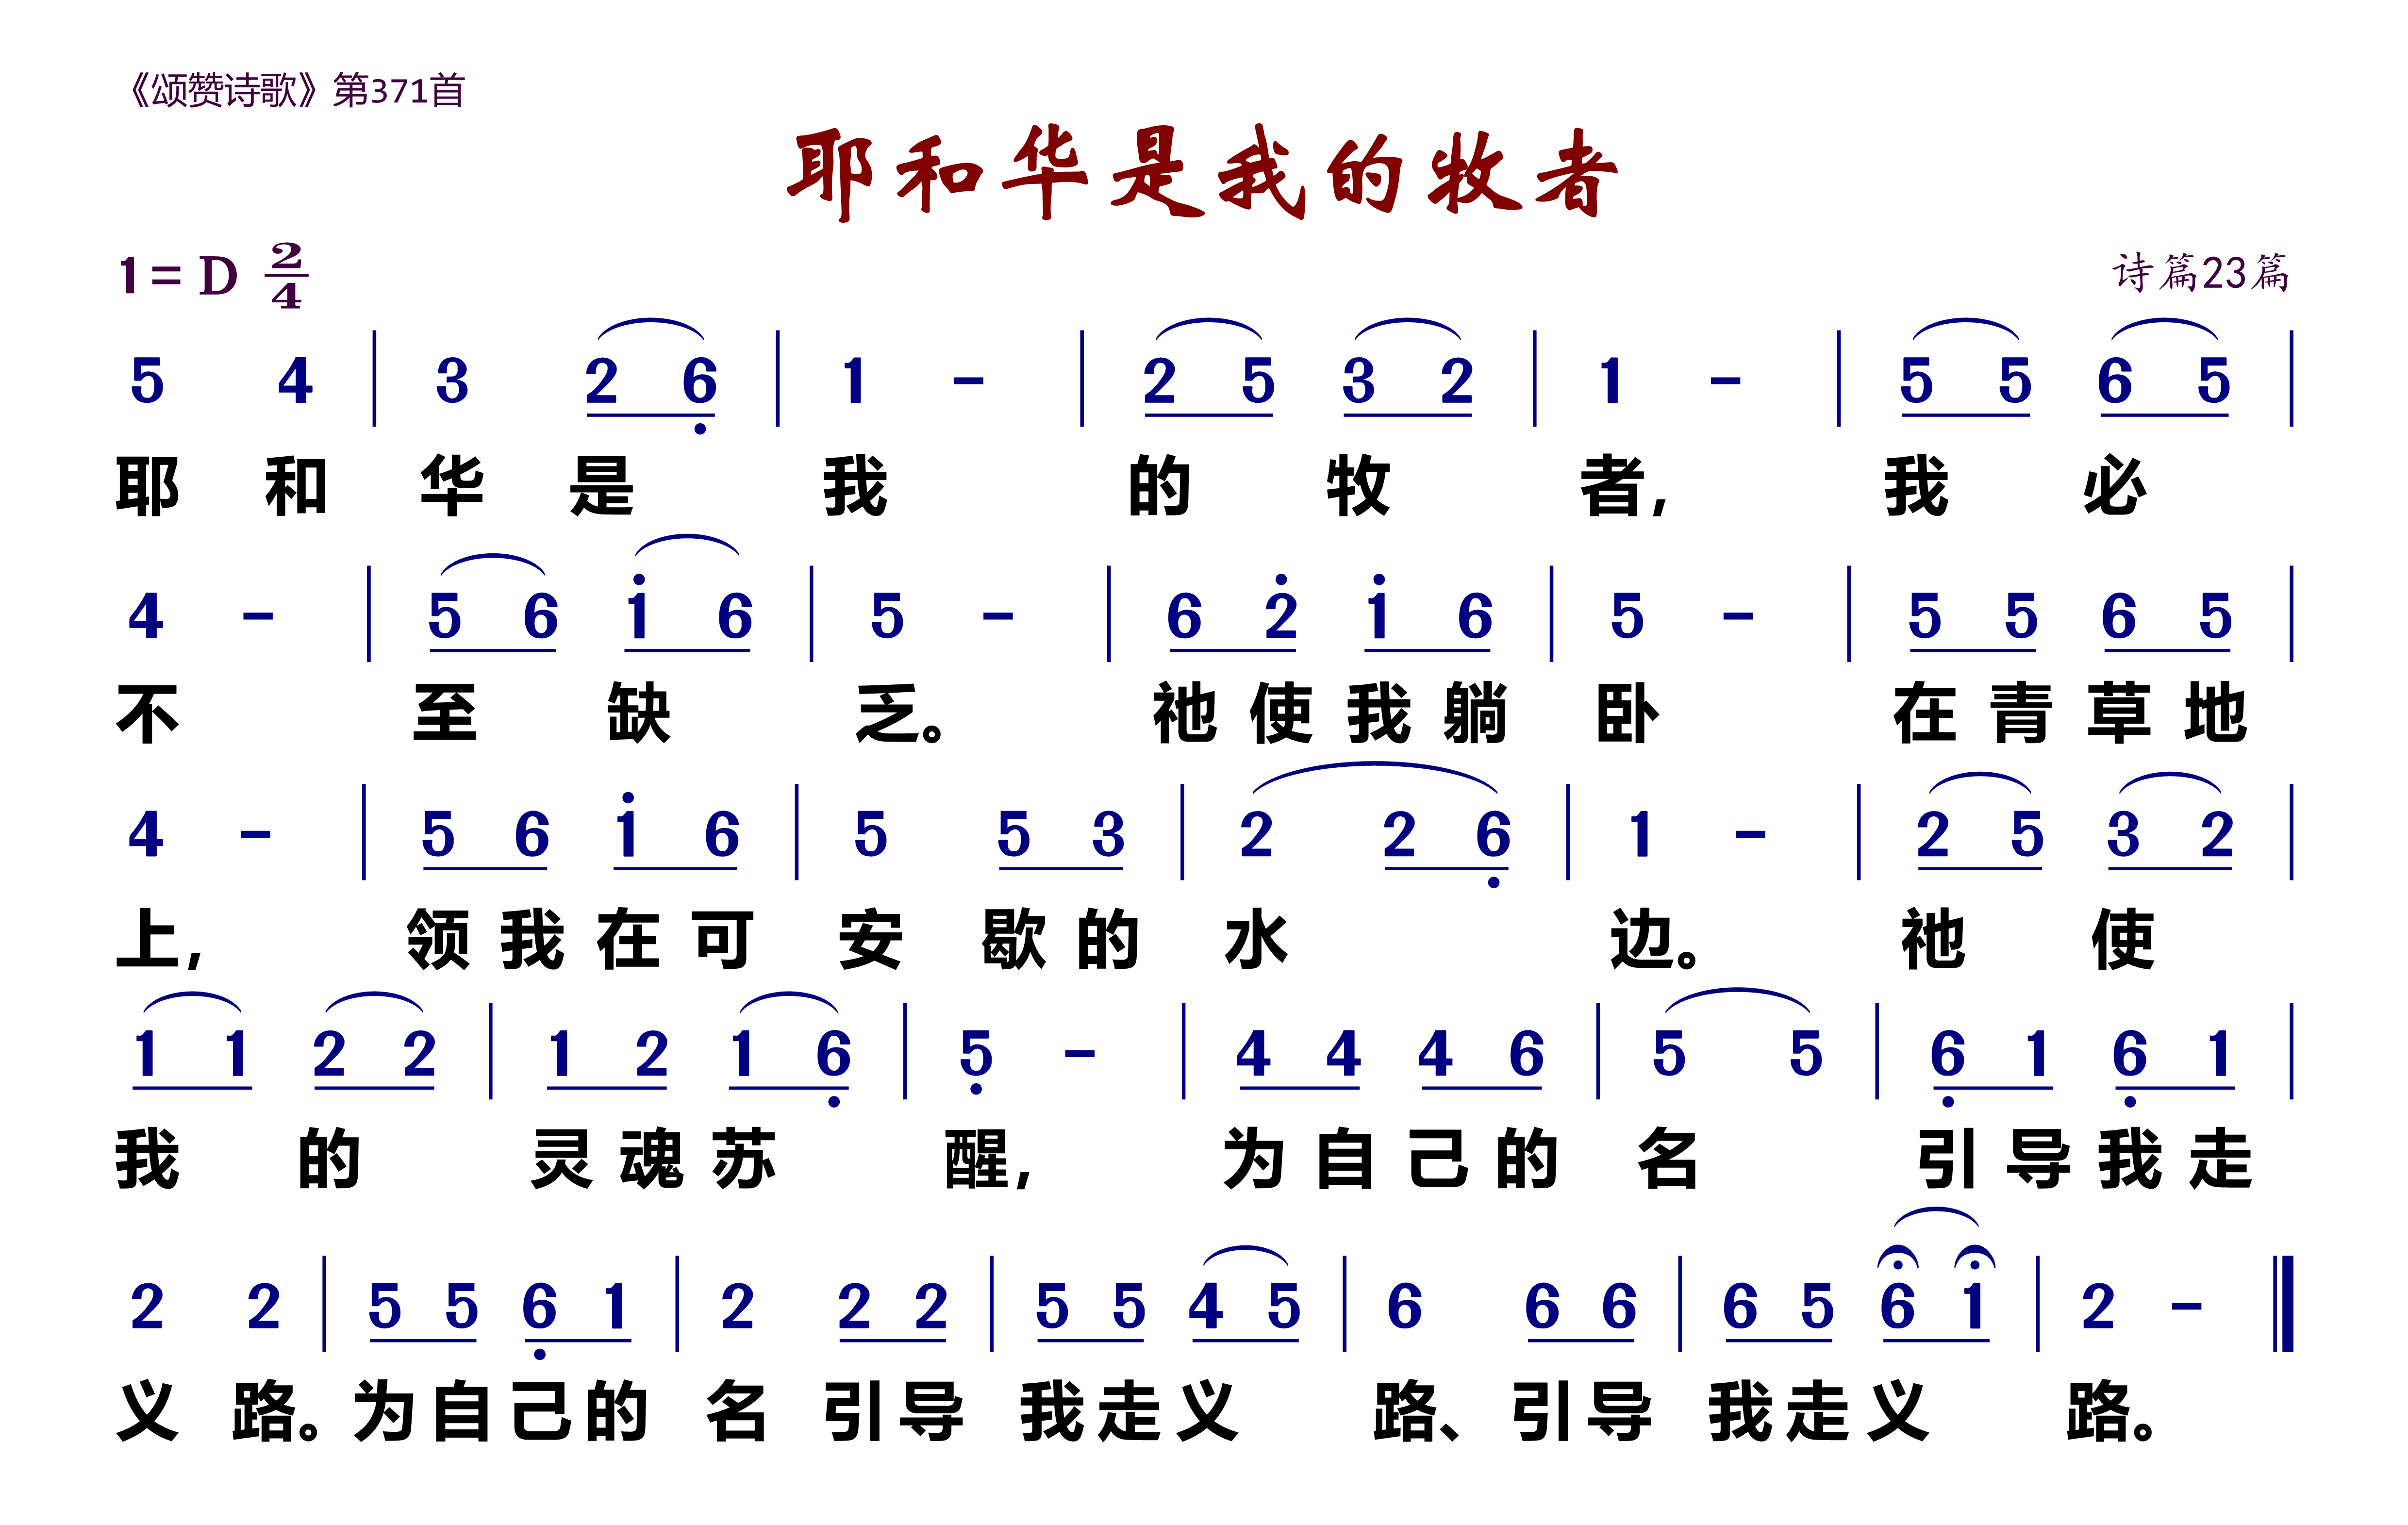 《颂赞诗歌》第371首
耶和华是我的牧者
1 = D 2/4
诗篇23篇
5 4 | 3 2 6̣ | 1 - | 2 5 3 2 | 1 - | 5 5 6 5 |
耶 和 华 是 我 的 牧 者, 我 必
4 - | 5 6 1̇ 6 | 5 - | 6 2̇ 1̇ 6 | 5 - | 5 5 6 5 |
不 至 缺 乏。 祂 使 我 躺 卧 在 青 草 地
4 - | 5 6 1̇ 6 | 5 5 3 | 2 2 6̣ | 1 - | 2 5 3 2 |
上, 领 我 在 可 安 歇 的 水 边。 祂 使
1 1 2 2 | 1 2 1 6̣ | 5̣ - | 4 4 4 6 | 5 5 | 6̣ 1 6̣ 1 |
我 的 灵 魂 苏 醒, 为 自 己 的 名 引 导 我 走
2 2 | 5 5 6̣ 1 | 2 2 2 | 5 5 4 5 | 6 6 6 | 6 5 6 1 | 2 - ‖
义 路。 为 自 己 的 名 引 导 我 走 义 路、 引 导 我 走 义 路。